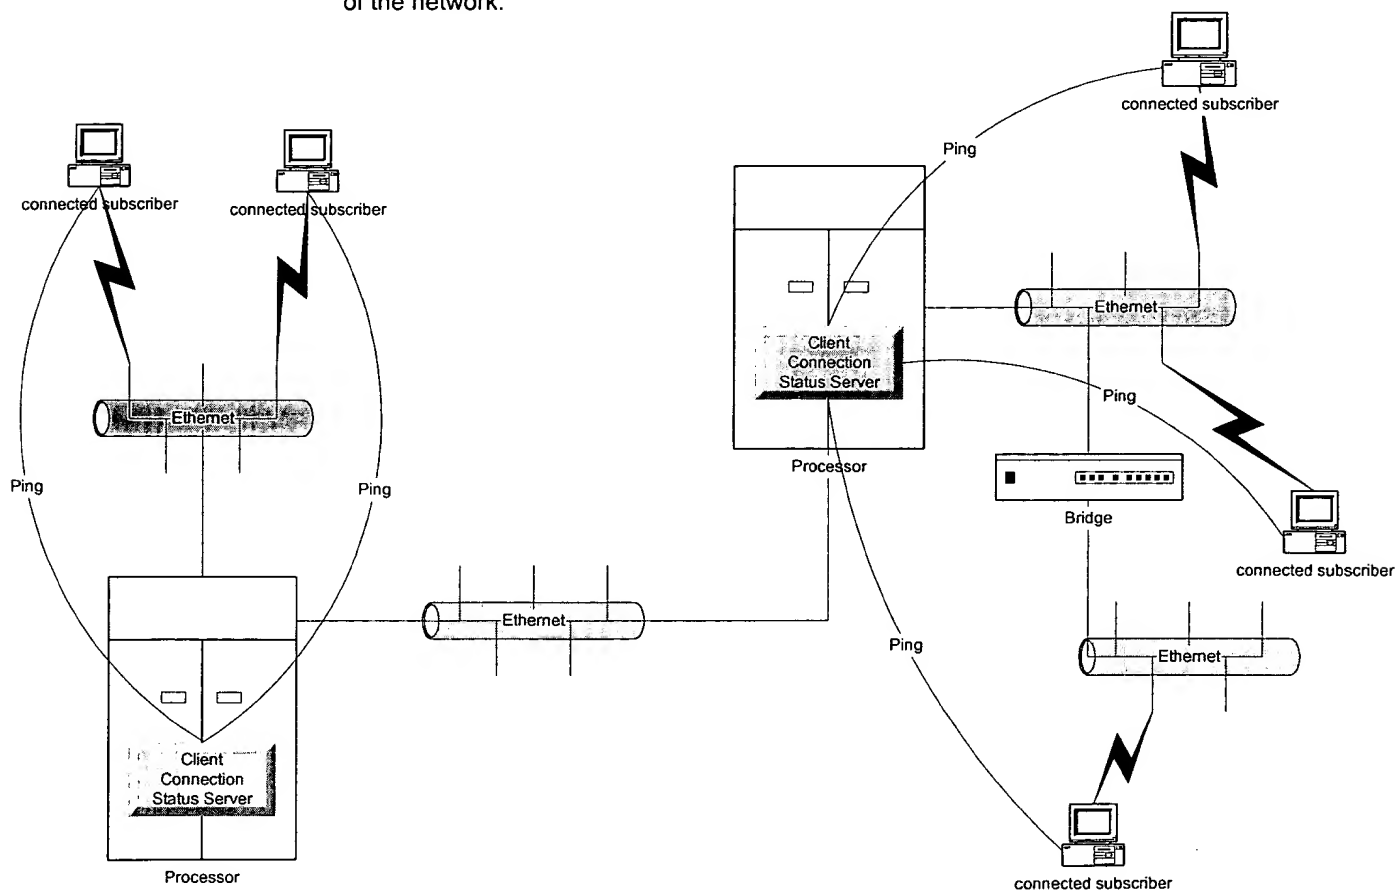 of the network.
connected subscriber
Ping
connected subscriber
connected subscriber
Ethernet
Client
Connection
Status Server
Ping
Ethernet
Processor
Ping
Ping
Bridge
connected subscriber
Ethernet
Ping
Ethernet
Client
Connection
Status Server
Processor
connected subscriber